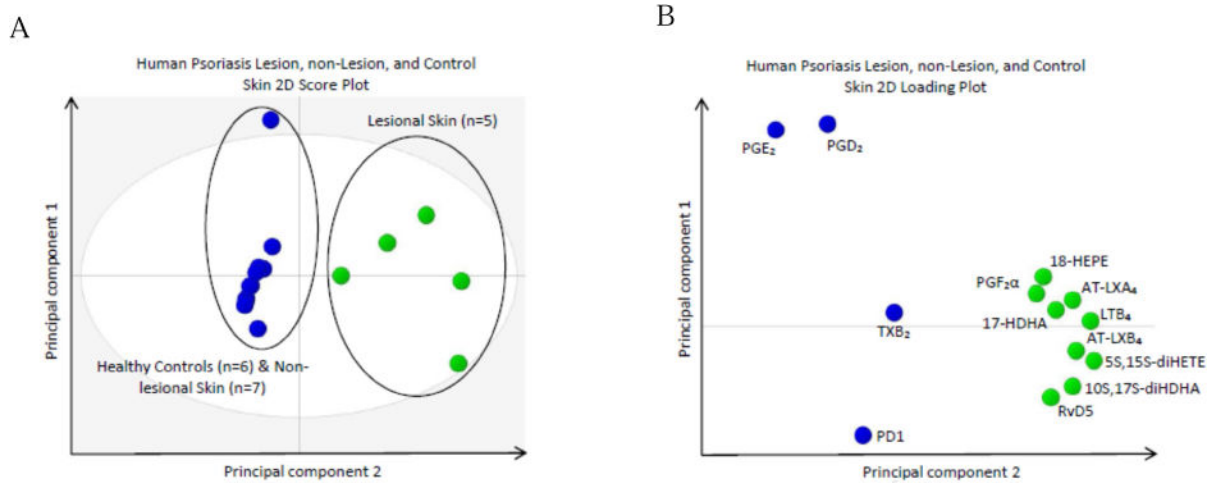 A
Human Psoriasis Lesion, non-Lesion, and Control
Skin 2D Score Plot
Lesional Skin (n=5)
Healthy Controls (n=6) & Non-
lesional Skin (n=7)
Principal component 1
Principal component 2
B
Human Psoriasis Lesion, non-Lesion, and Control
Skin 2D Loading Plot
PGE₂
PGD₂
18-HEPE
PGF₂α
AT-LXA₄
17-HDHA
LTB₄
TXB₂
AT-LXB₄
5S,15S-diHETE
10S,17S-diHDHA
RvD5
PD1
Principal component 1
Principal component 2